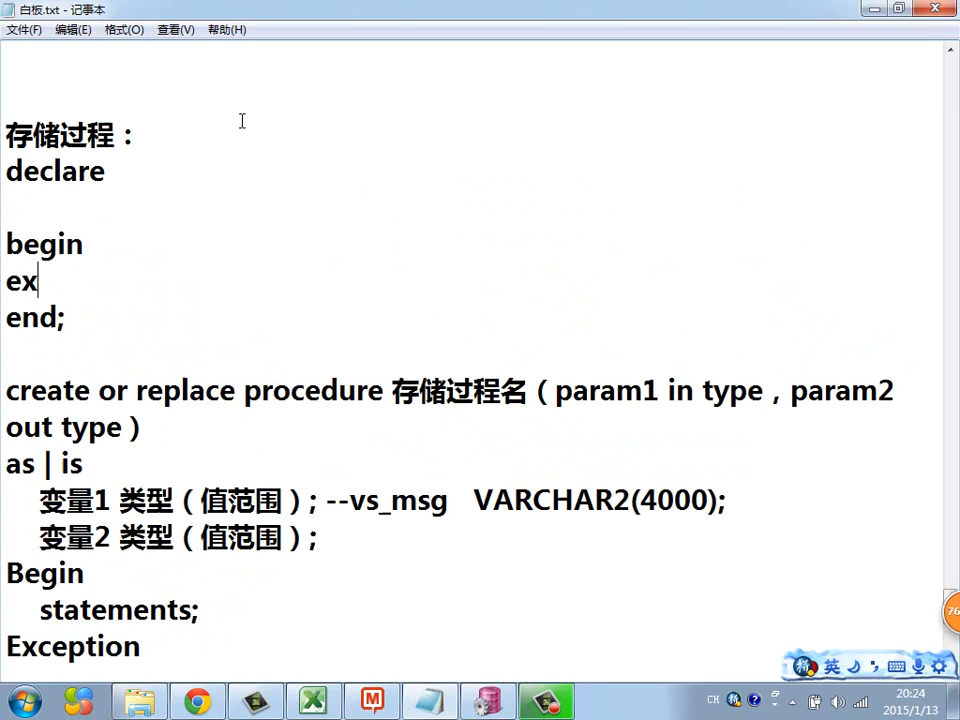 白板.txt - 记事本
文件(F) 编辑(E) 格式(O) 查看(V) 帮助(H)
存储过程：
declare
begin
ex
end;
create or replace procedure 存储过程名（param1 in type，param2
out type）
as | is
变量1 类型（值范围）; --vs_msg VARCHAR2(4000);
变量2 类型（值范围）;
Begin
statements;
Exception
76
英
CH
20:24
2015/1/13